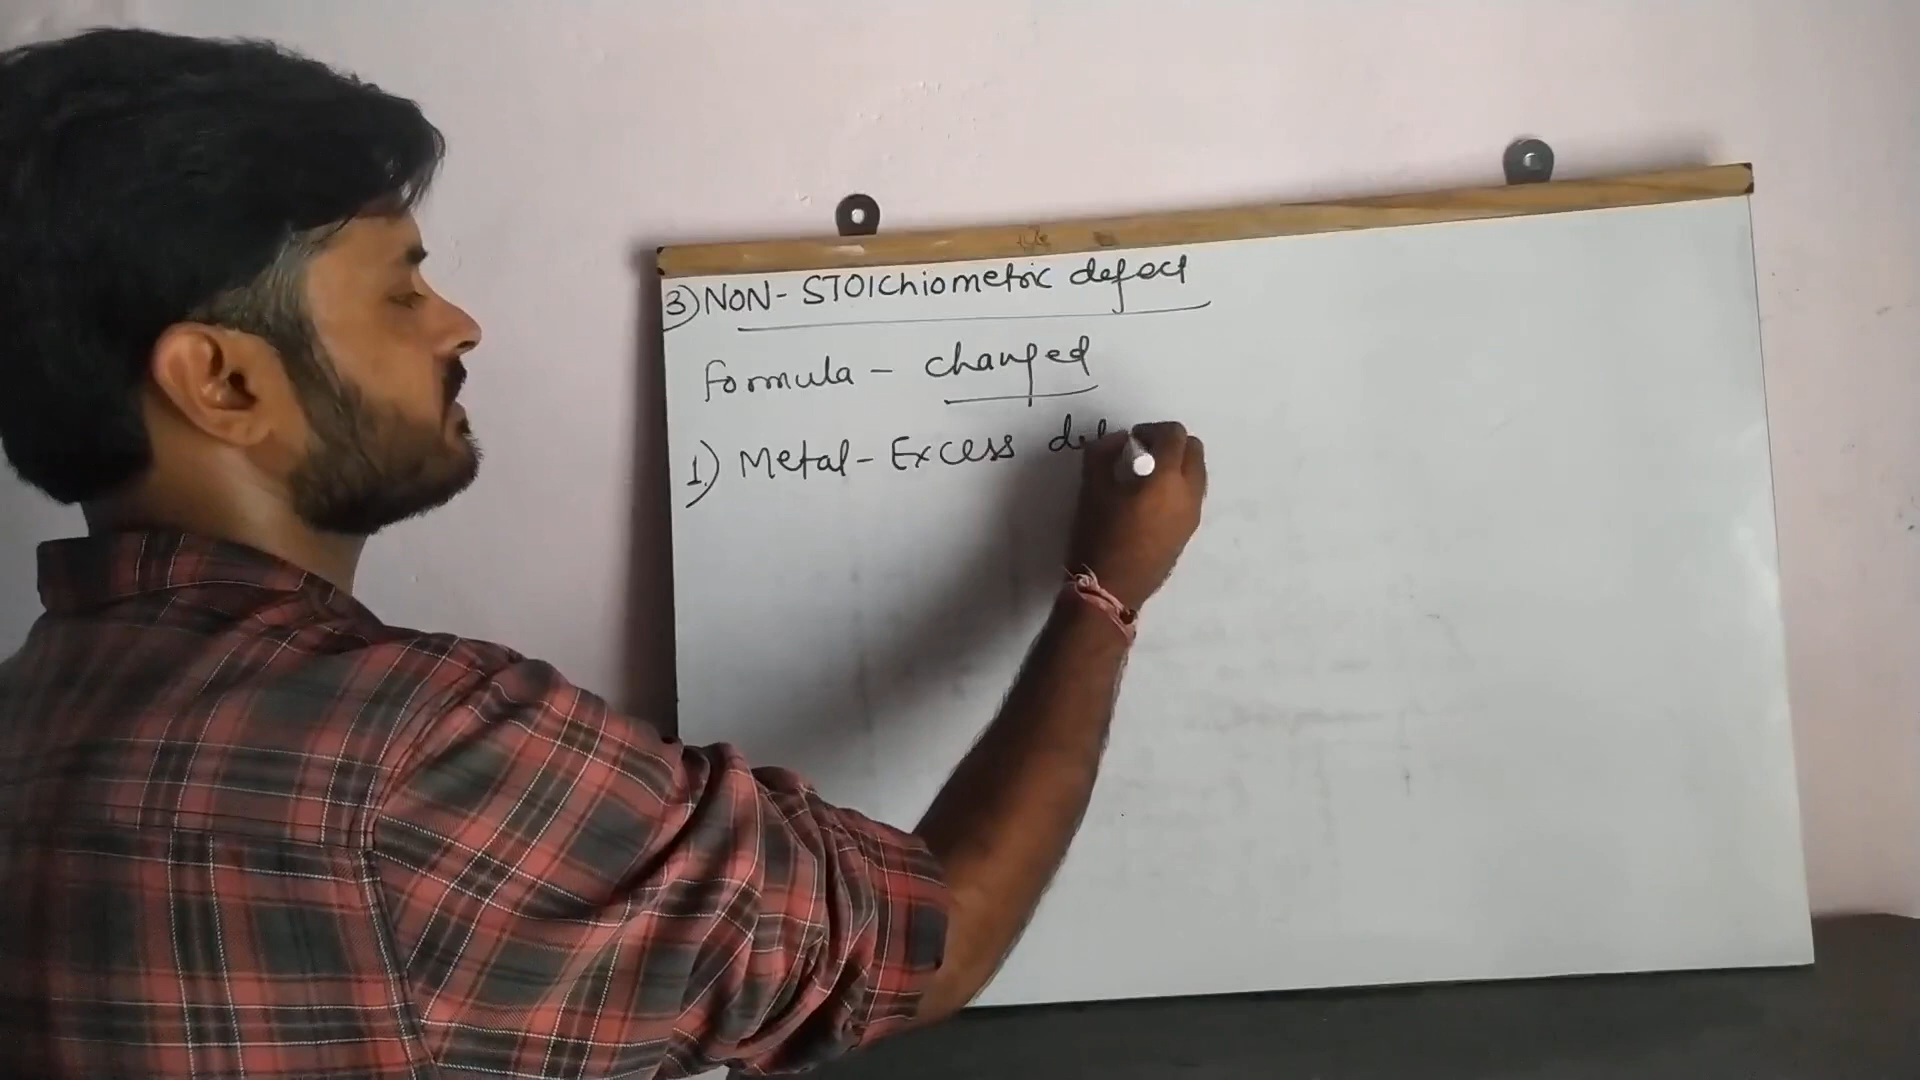 3) NON- STOIChiometric defect
Formula - changed
1.) Metal - Excess def